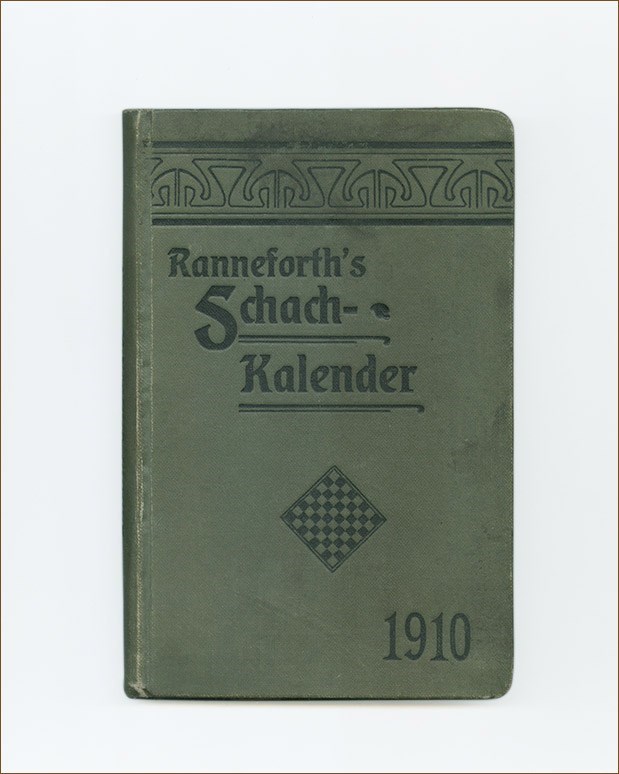 Ranneforth's
Schach-
Kalender
1910